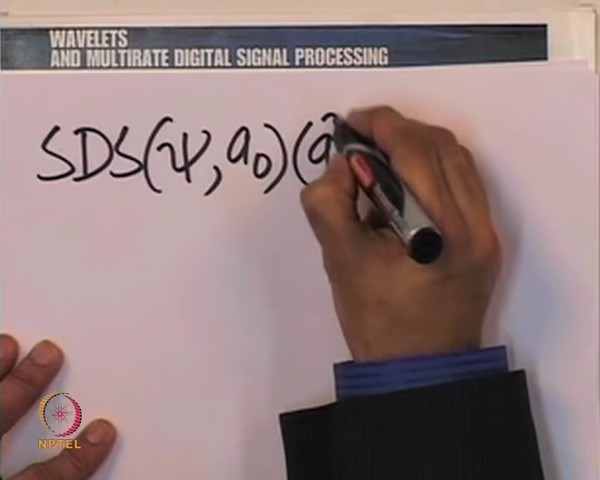 WAVELETS
AND MULTIRATE DIGITAL SIGNAL PROCESSING
SDS(ψ, a₀)(a
NPTEL